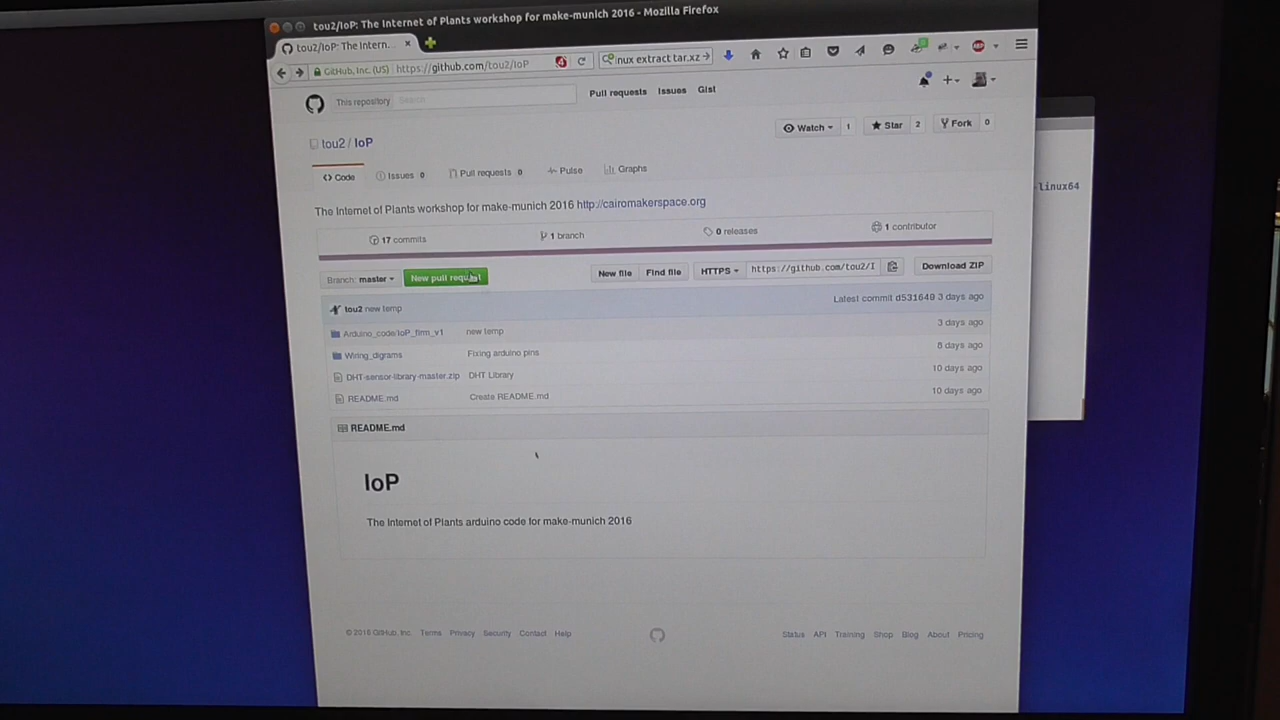 tou2/IoP: The Internet of Plants workshop for make-munich 2016 - Mozilla Firefox
tou2/IoP: The Intern...
GitHub, Inc. (US) https://github.com/tou2/IoP nux extract tar.xz
This repository Search Pull requests Issues Gist
tou2 / IoP Watch 1 Star 2 Fork 0
Code Issues 0 Pull requests 0 Pulse Graphs
linux64
The Internet of Plants workshop for make-munich 2016 http://cairomakerspace.org
17 commits 1 branch 0 releases 1 contributor
Branch: master New pull request New file Find file HTTPS https://github.com/tou2/I Download ZIP
tou2 new temp Latest commit d531649 3 days ago
Arduino_code/IoP_firm_v1 new temp 3 days ago
Wiring_digrams Fixing arduino pins 8 days ago
DHT-sensor-library-master.zip DHT Library 10 days ago
README.md Create README.md 10 days ago
README.md
IoP
The Internet of Plants arduino code for make-munich 2016
© 2016 GitHub, Inc. Terms Privacy Security Contact Help Status API Training Shop Blog About Pricing